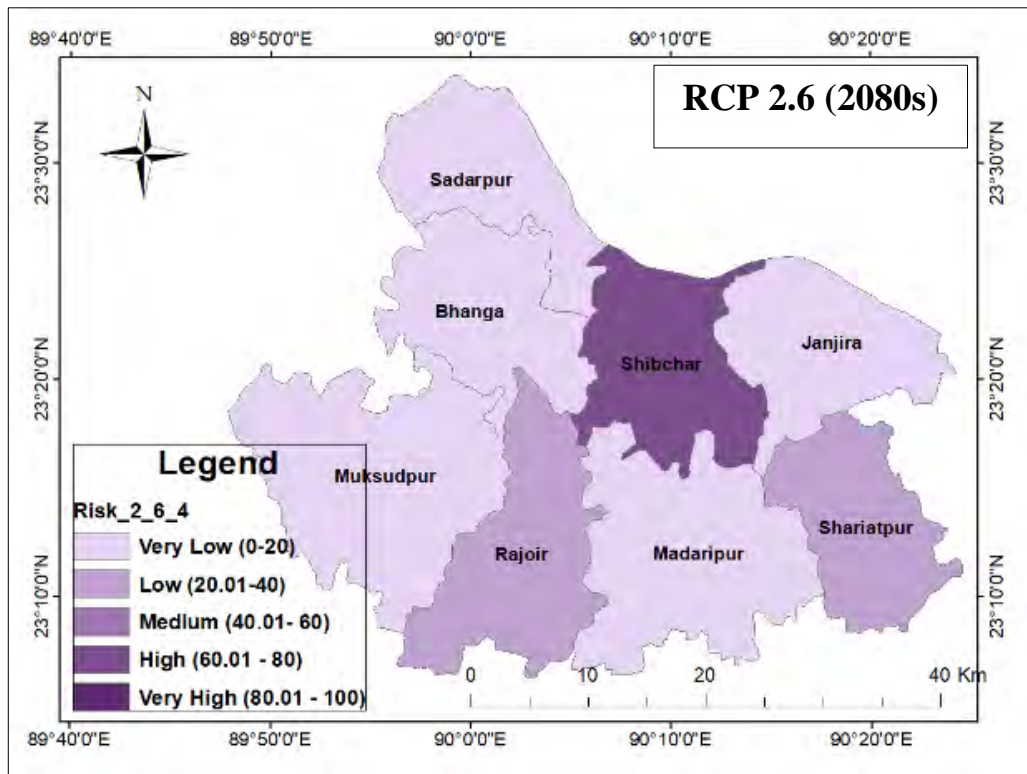 89°40'0"E 89°50'0"E 90°0'0"E 90°10'0"E 90°20'0"E
RCP 2.6 (2080s)
N
23°30'0"N 23°30'0"N
Sadarpur
Bhanga
Janjira
Shibchar
23°20'0"N 23°20'0"N
Legend
Muksudpur
Risk_2_6_4
Shariatpur
Very Low (0-20)
Rajoir Madaripur
Low (20.01-40)
23°10'0"N 23°10'0"N
Medium (40.01- 60)
High (60.01 - 80)
0 10 20 40 Km
Very High (80.01 - 100)
89°40'0"E 89°50'0"E 90°0'0"E 90°10'0"E 90°20'0"E